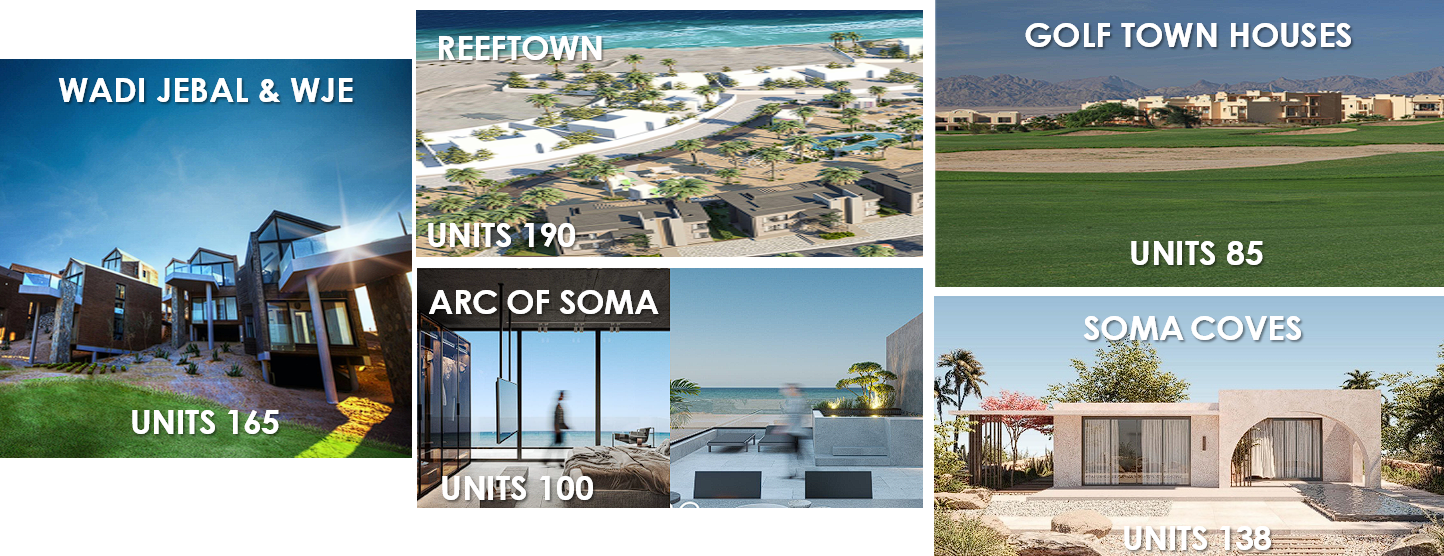 WADI JEBAL & WJE
UNITS 165
REEFTOWN
UNITS 190
ARC OF SOMA
UNITS 100
GOLF TOWN HOUSES
UNITS 85
SOMA COVES
UNITS 138